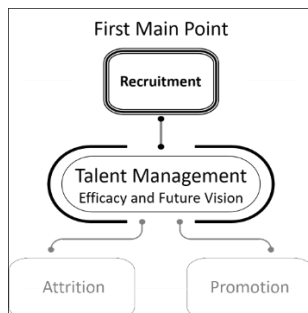 First Main Point
Recruitment
Talent Management
Efficacy and Future Vision
Attrition
Promotion